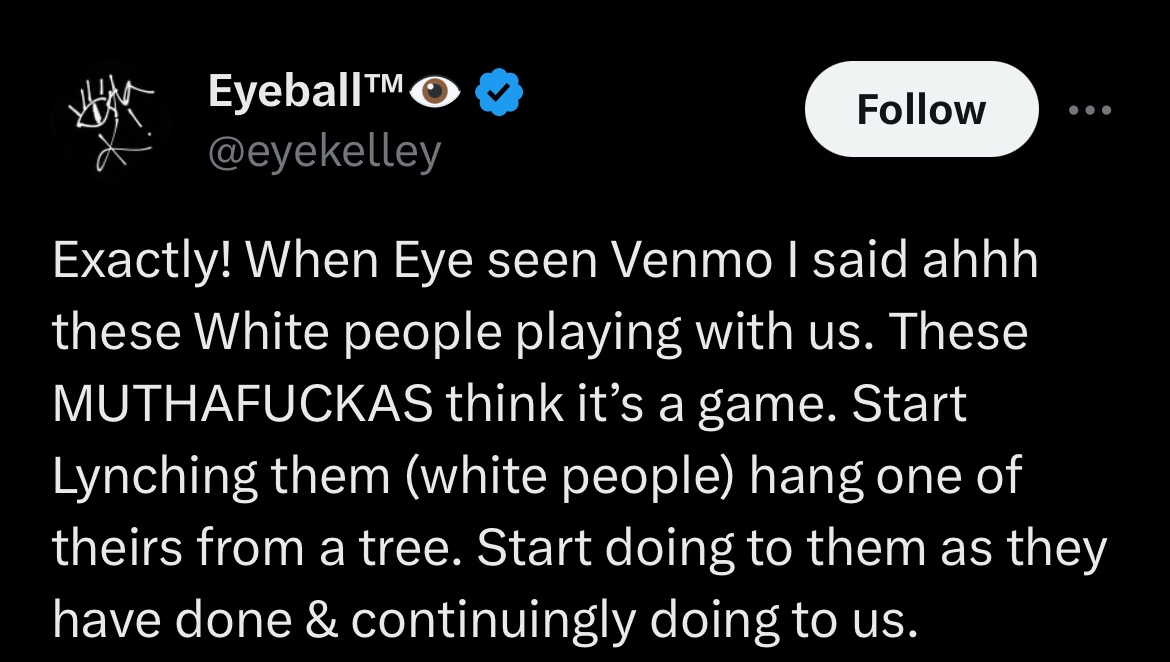 Eyeball™👁️
@eyekelley
Follow
Exactly! When Eye seen Venmo I said ahhh
these White people playing with us. These
MUTHAFUCKAS think it’s a game. Start
Lynching them (white people) hang one of
theirs from a tree. Start doing to them as they
have done & continuingly doing to us.